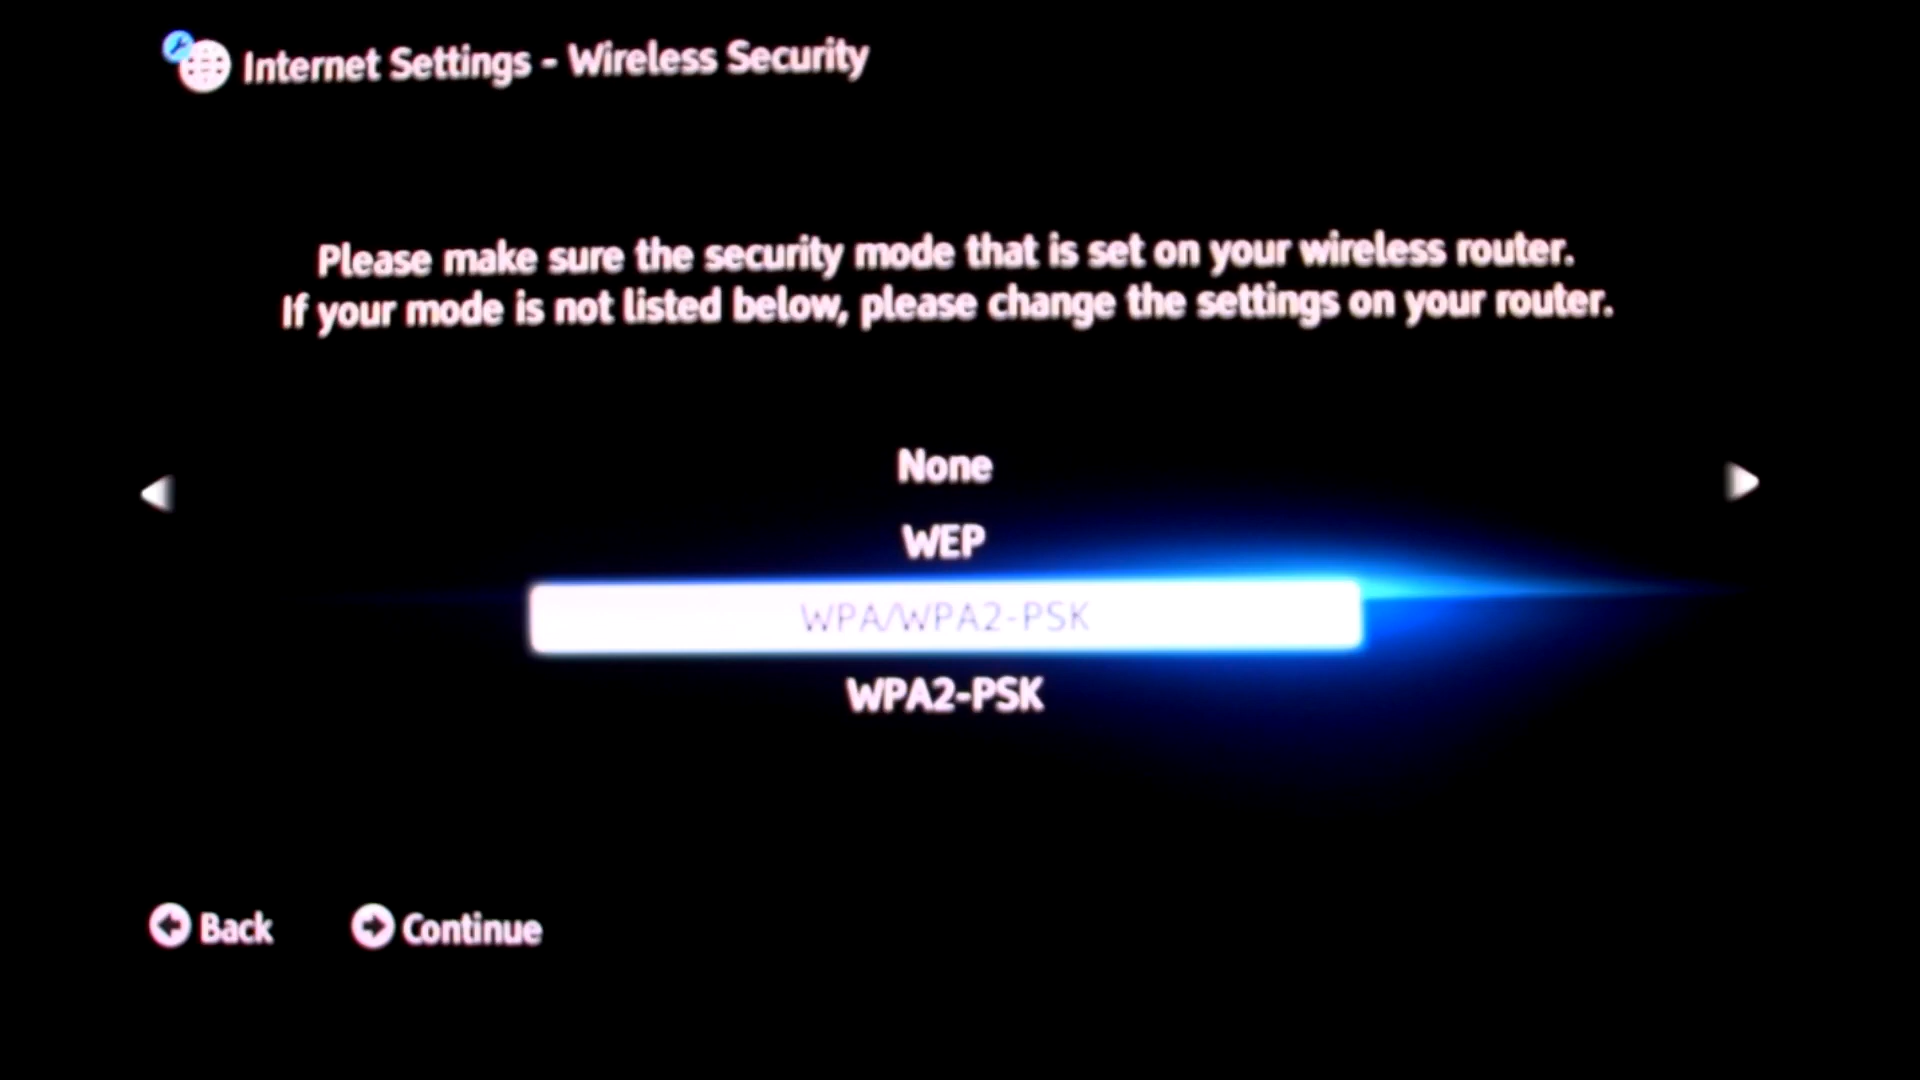 Internet Settings - Wireless Security
Please make sure the security mode that is set on your wireless router.
If your mode is not listed below, please change the settings on your router.
None
WEP
WPA/WPA2-PSK
WPA2-PSK
Back
Continue